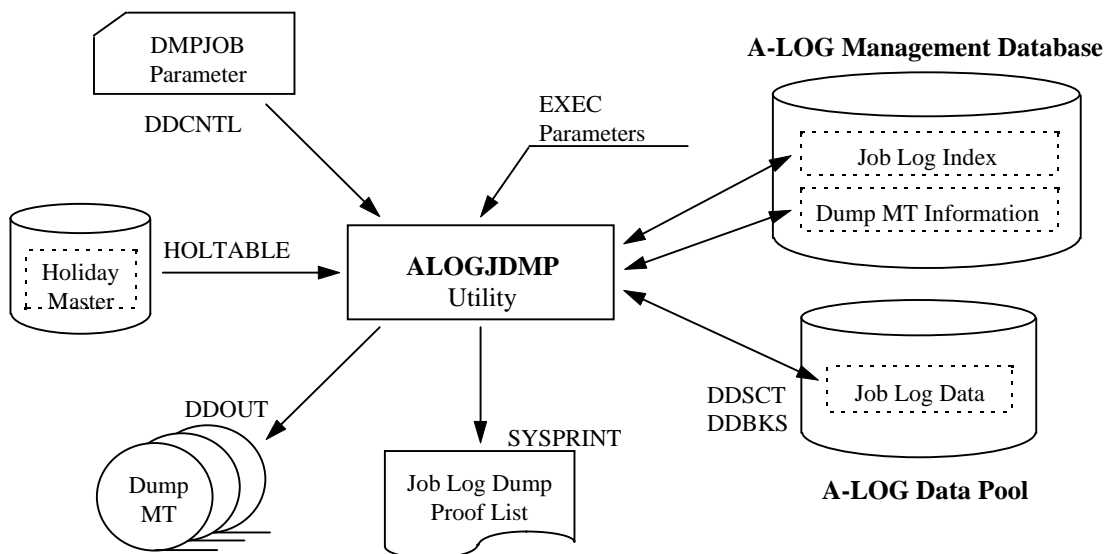 DMPJOB
Parameter
DDCNTL
EXEC
Parameters
A-LOG Management Database
Job Log Index
Dump MT Information
HOLTABLE
Holiday
Master
ALOGJDMP
Utility
DDSCT
DDBKS
Job Log Data
A-LOG Data Pool
DDOUT
Dump
MT
SYSPRINT
Job Log Dump
Proof List